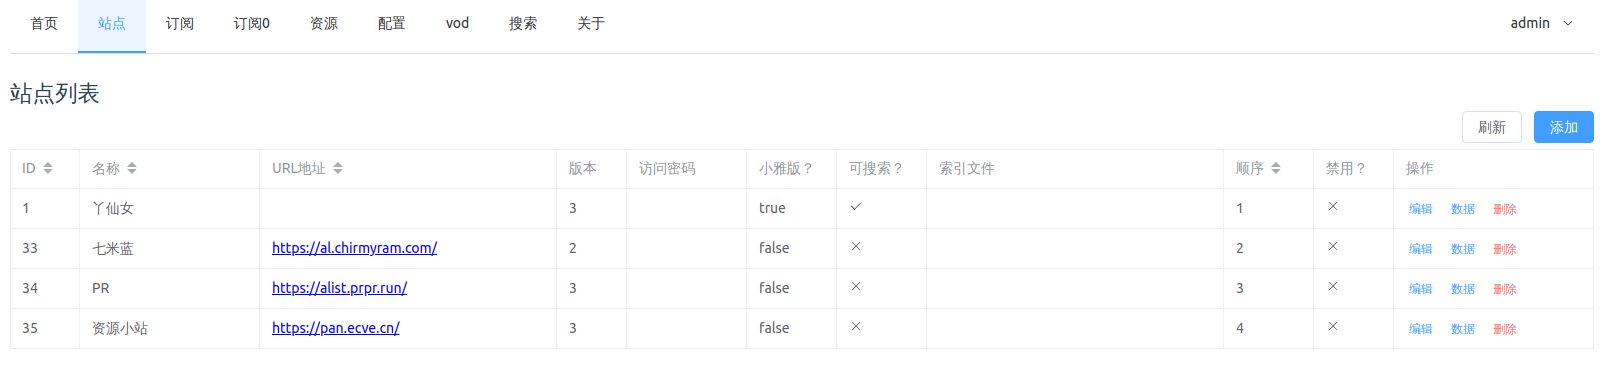 首页 站点 订阅 订阅0 资源 配置 vod 搜索 关于 admin
站点列表
刷新 添加
ID 名称 URL地址 版本 访问密码 小雅版？ 可搜索？ 索引文件 顺序 禁用？ 操作
1 丫仙女 3 true 1 编辑 数据 删除
33 七米蓝 https://al.chirmyram.com/ 2 false 2 编辑 数据 删除
34 PR https://alist.prpr.run/ 3 false 3 编辑 数据 删除
35 资源小站 https://pan.ecve.cn/ 3 false 4 编辑 数据 删除